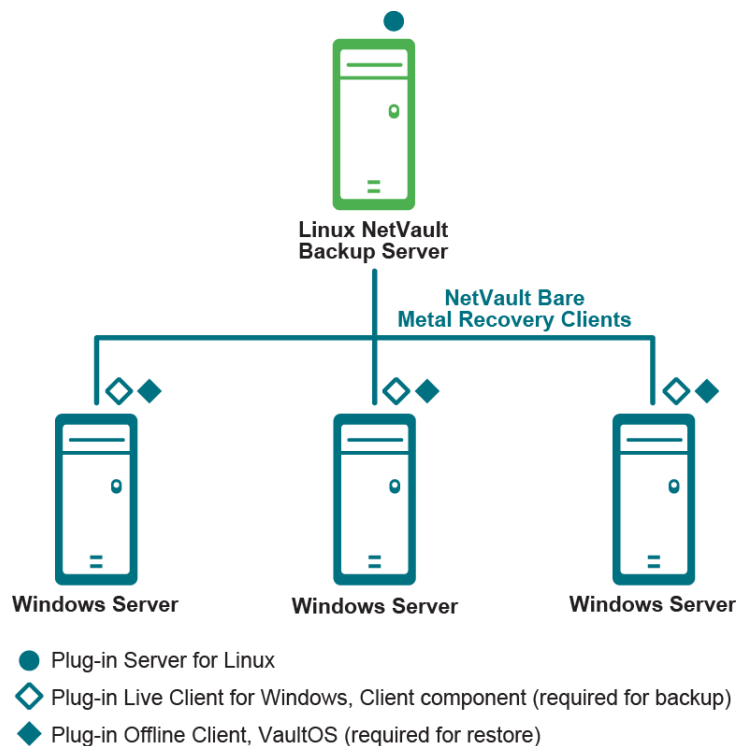 Linux NetVault
Backup Server
NetVault Bare
Metal Recovery Clients
Windows Server
Windows Server
Windows Server
Plug-in Server for Linux
Plug-in Live Client for Windows, Client component (required for backup)
Plug-in Offline Client, VaultOS (required for restore)